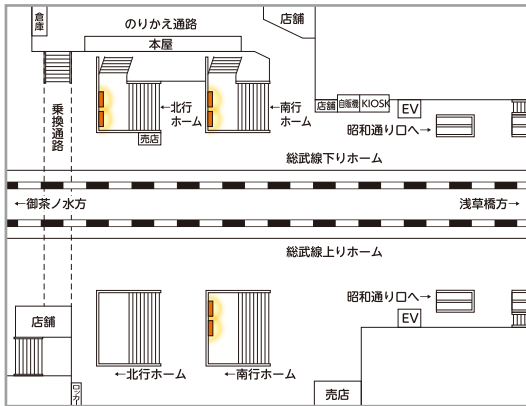 倉庫
のりかえ通路
本屋
店舗
乗換通路
←北行
ホーム
←南行
ホーム
売店
店舗
自販機
KIOSK
EV
昭和通り口へ→
総武線下りホーム
←御茶ノ水方
浅草橋方→
総武線上りホーム
昭和通り口へ→
EV
店舗
←北行ホーム
←南行ホーム
ロッカー
売店